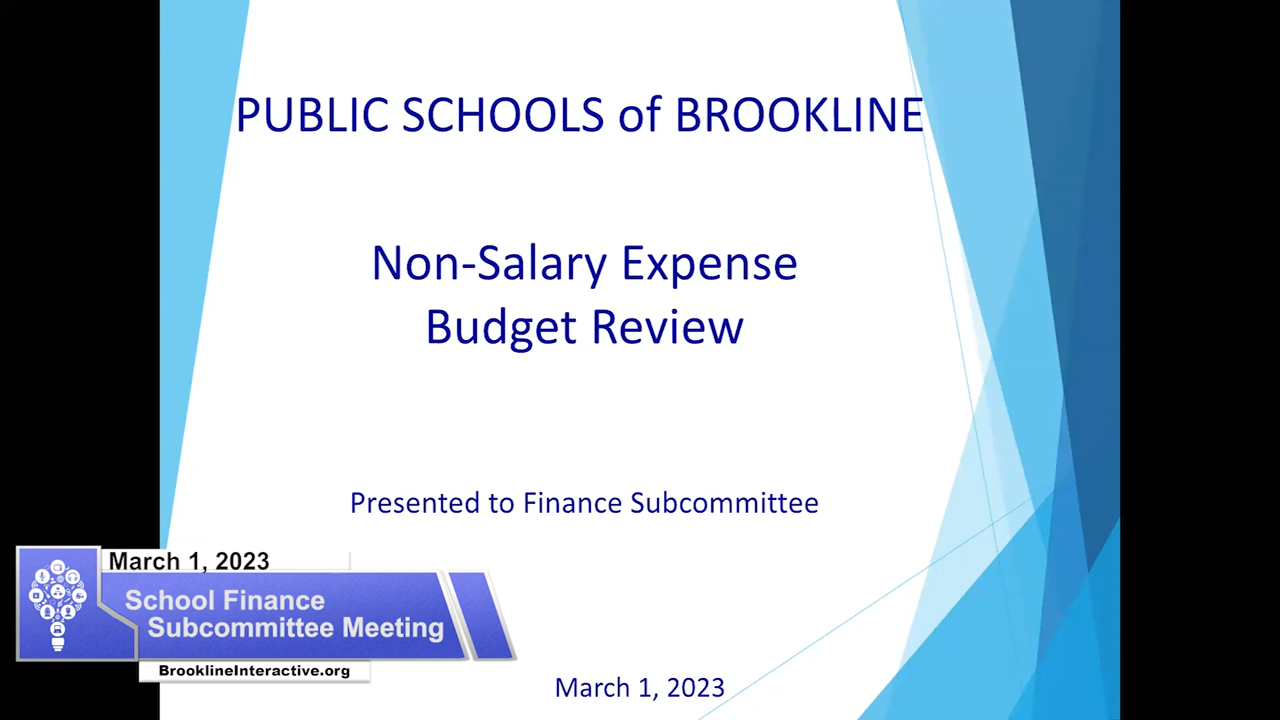 PUBLIC SCHOOLS of BROOKLINE
Non-Salary Expense
Budget Review
Presented to Finance Subcommittee
March 1, 2023
School Finance
Subcommittee Meeting
BrooklineInteractive.org
March 1, 2023